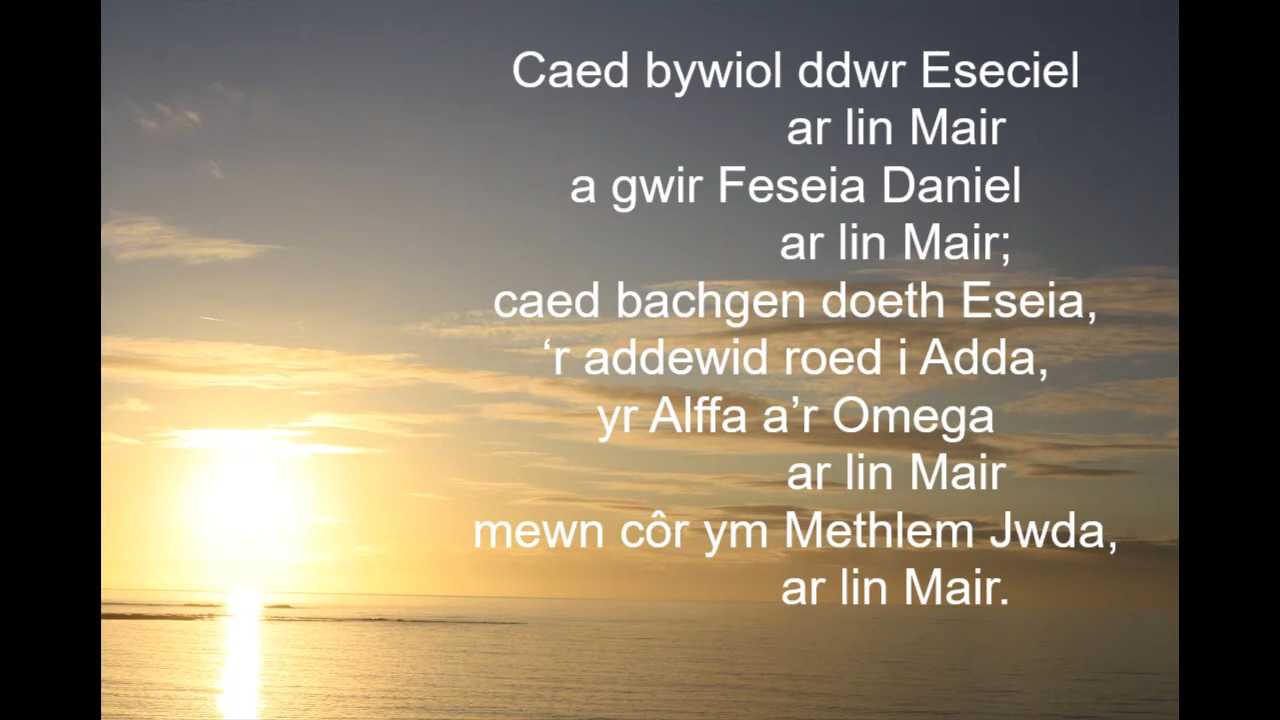 Caed bywiol ddwr Eseciel
ar lin Mair
a gwir Feseia Daniel
ar lin Mair;
caed bachgen doeth Eseia,
‘r addewid roed i Adda,
yr Alffa a’r Omega
ar lin Mair
mewn côr ym Methlem Jwda,
ar lin Mair.